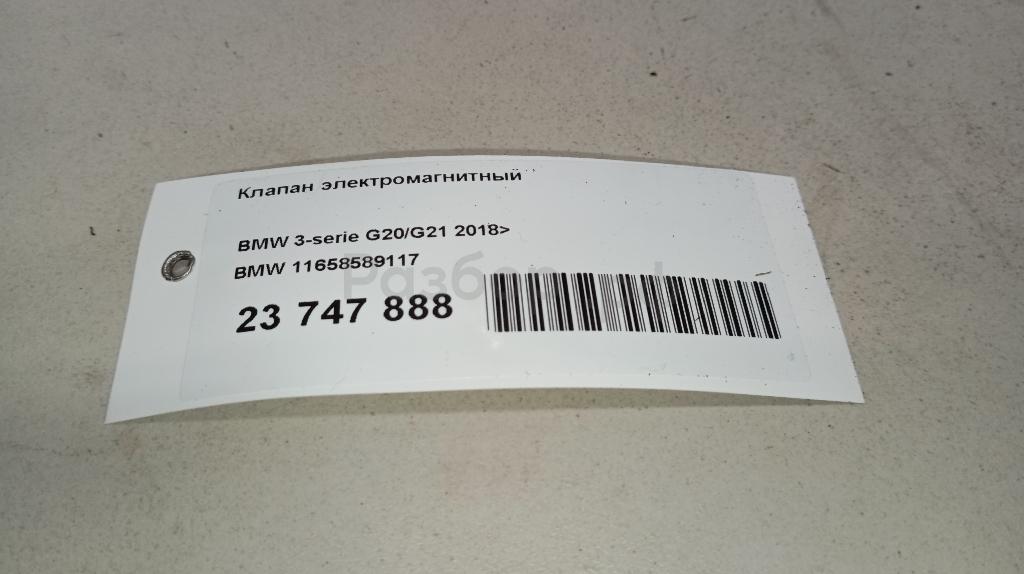 Клапан электромагнитный
BMW 3-serie G20/G21 2018>
BMW 11658589117
23 747 888